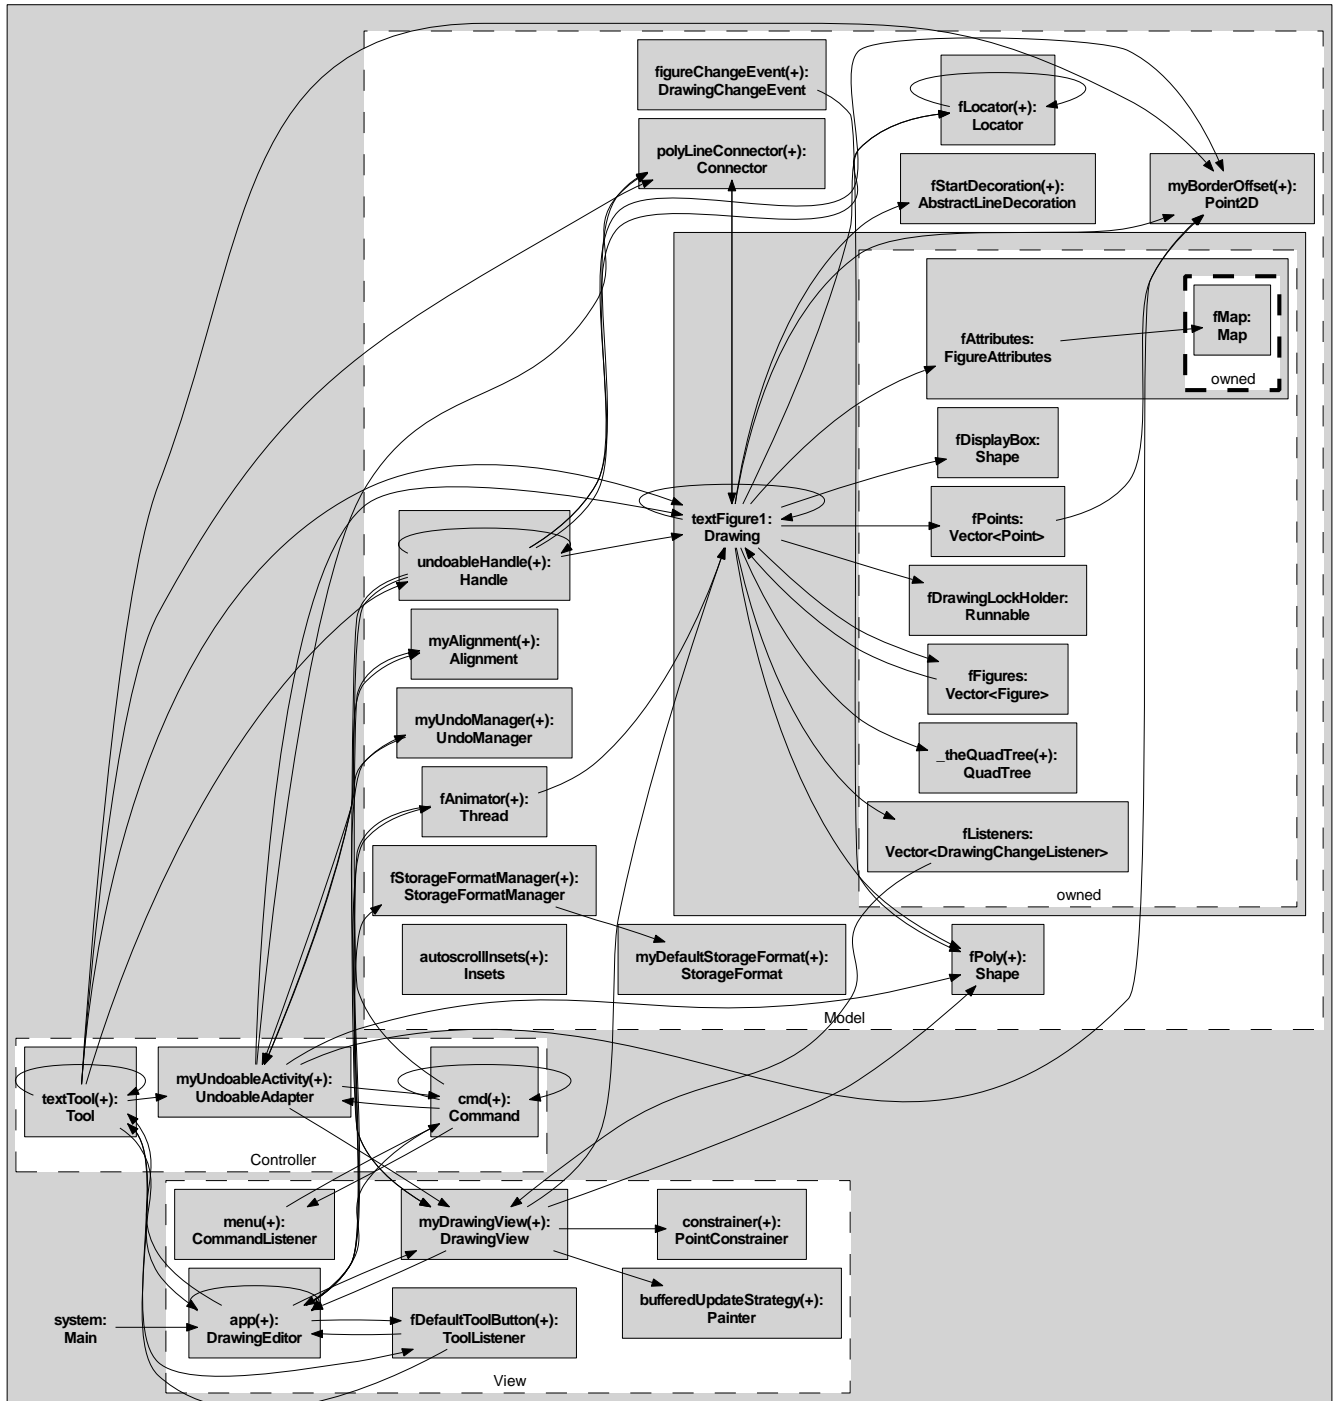 figureChangeEvent(+):
DrawingChangeEvent
fLocator(+):
Locator
polyLineConnector(+):
Connector
fStartDecoration(+):
AbstractLineDecoration
myBorderOffset(+):
Point2D
fMap:
Map
owned
fAttributes:
FigureAttributes
fDisplayBox:
Shape
textFigure1:
Drawing
fPoints:
Vector<Point>
undoableHandle(+):
Handle
fDrawingLockHolder:
Runnable
myAlignment(+):
Alignment
fFigures:
Vector<Figure>
myUndoManager(+):
UndoManager
_theQuadTree(+):
QuadTree
fAnimator(+):
Thread
fListeners:
Vector<DrawingChangeListener>
owned
fStorageFormatManager(+):
StorageFormatManager
autoscrollInsets(+):
Insets
myDefaultStorageFormat(+):
StorageFormat
fPoly(+):
Shape
Model
textTool(+):
Tool
myUndoableActivity(+):
UndoableAdapter
cmd(+):
Command
Controller
menu(+):
CommandListener
myDrawingView(+):
DrawingView
constrainer(+):
PointConstrainer
system:
Main
app(+):
DrawingEditor
fDefaultToolButton(+):
ToolListener
bufferedUpdateStrategy(+):
Painter
View